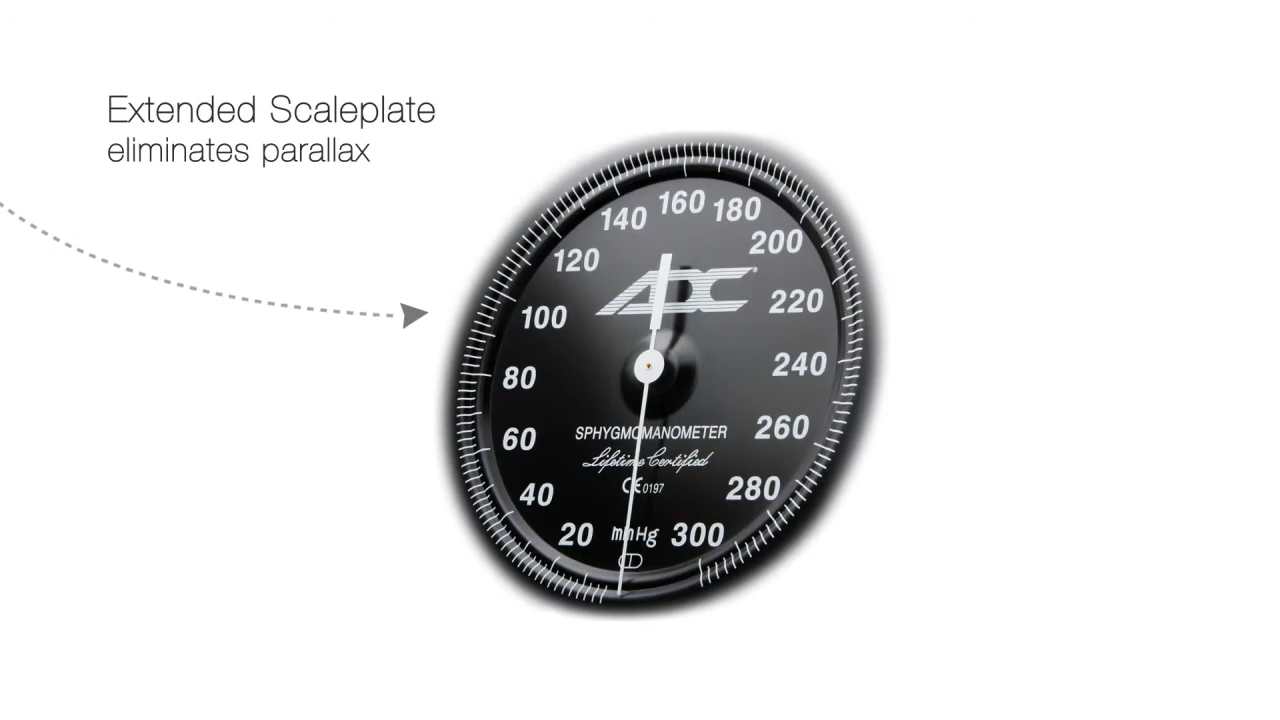 Extended Scaleplate
eliminates parallax
160
140
180
200
120
ADC
220
100
240
80
260
SPHYGMOMANOMETER
60
Lifetime Certified
CE 0197
280
40
20
mmHg
300